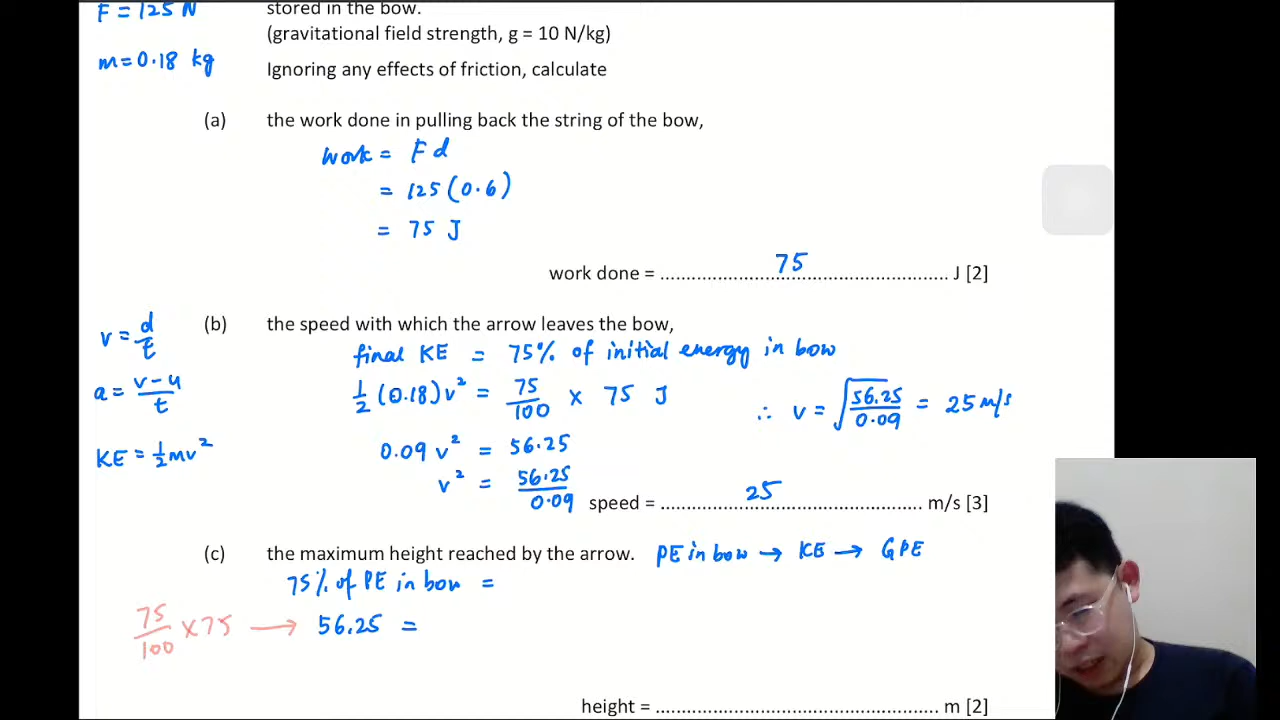 F = 125 N
stored in the bow.
(gravitational field strength, g = 10 N/kg)
m = 0.18 kg
Ignoring any effects of friction, calculate
(a) the work done in pulling back the string of the bow,
work = Fd
= 125 (0.6)
= 75 J
work done = 75 J [2]
(b) the speed with which the arrow leaves the bow,
v = d/t
a = v-u/t
KE = ½mv²
final KE = 75% of initial energy in bow
½ (0.18) v² = 75/100 × 75 J
0.09 v² = 56.25
v² = 56.25/0.09
∴ v = √56.25/0.09 = 25 m/s
speed = 25 m/s [3]
(c) the maximum height reached by the arrow. PE in bow → KE → GPE
75% of PE in bow =
75/100 × 75 → 56.25 =
height = m [2]